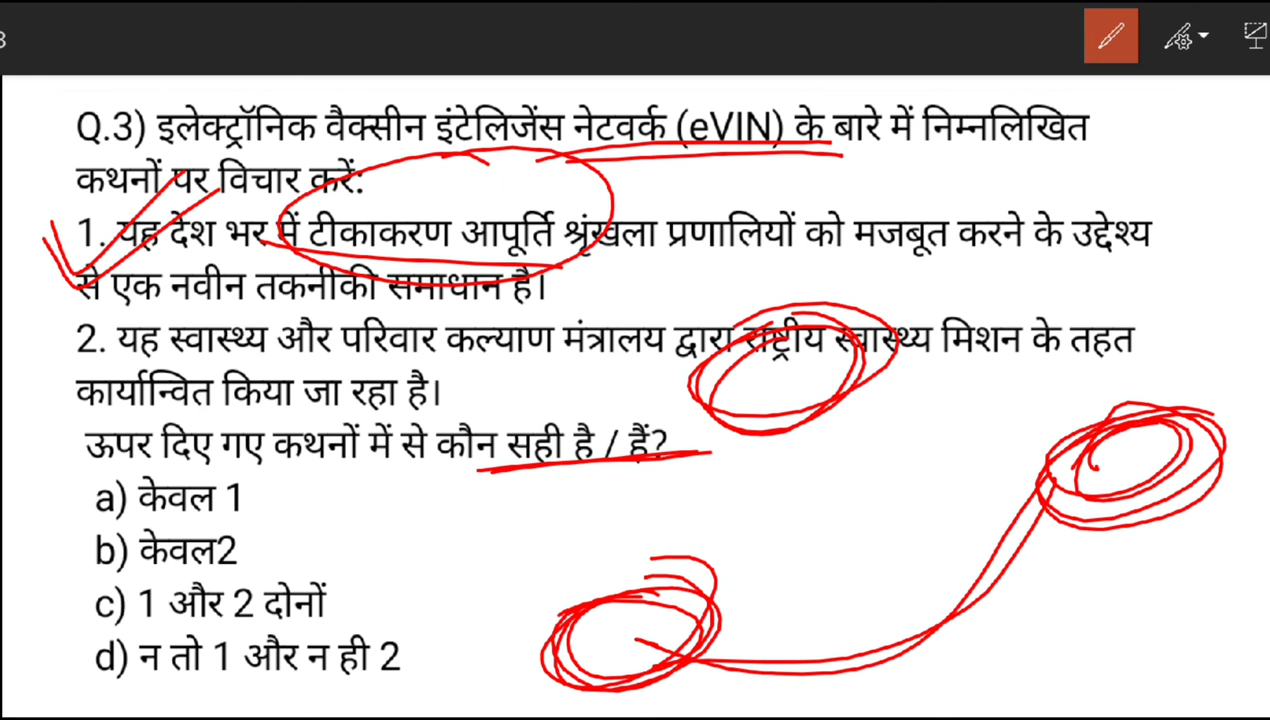 3
Q.3) इलेक्ट्रॉनिक वैक्सीन इंटेलिजेंस नेटवर्क (eVIN) के बारे में निम्नलिखित
कथनों पर विचार करें:
1. यह देश भर में टीकाकरण आपूर्ति श्रृंखला प्रणालियों को मजबूत करने के उद्देश्य
से एक नवीन तकनीकी समाधान है।
2. यह स्वास्थ्य और परिवार कल्याण मंत्रालय द्वारा राष्ट्रीय स्वास्थ्य मिशन के तहत
कार्यान्वित किया जा रहा है।
ऊपर दिए गए कथनों में से कौन सही है / हैं?
a) केवल 1
b) केवल2
c) 1 और 2 दोनों
d) न तो 1 और न ही 2